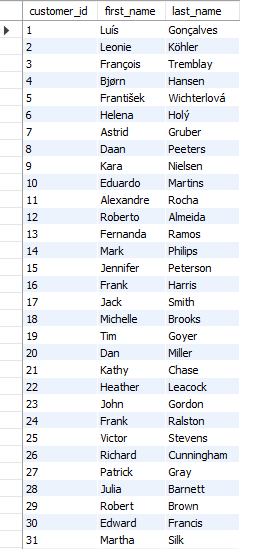 customer_id first_name last_name
1 Luís Gonçalves
2 Leonie Köhler
3 François Tremblay
4 Bjørn Hansen
5 František Wichterlová
6 Helena Holý
7 Astrid Gruber
8 Daan Peeters
9 Kara Nielsen
10 Eduardo Martins
11 Alexandre Rocha
12 Roberto Almeida
13 Fernanda Ramos
14 Mark Philips
15 Jennifer Peterson
16 Frank Harris
17 Jack Smith
18 Michelle Brooks
19 Tim Goyer
20 Dan Miller
21 Kathy Chase
22 Heather Leacock
23 John Gordon
24 Frank Ralston
25 Victor Stevens
26 Richard Cunningham
27 Patrick Gray
28 Julia Barnett
29 Robert Brown
30 Edward Francis
31 Martha Silk